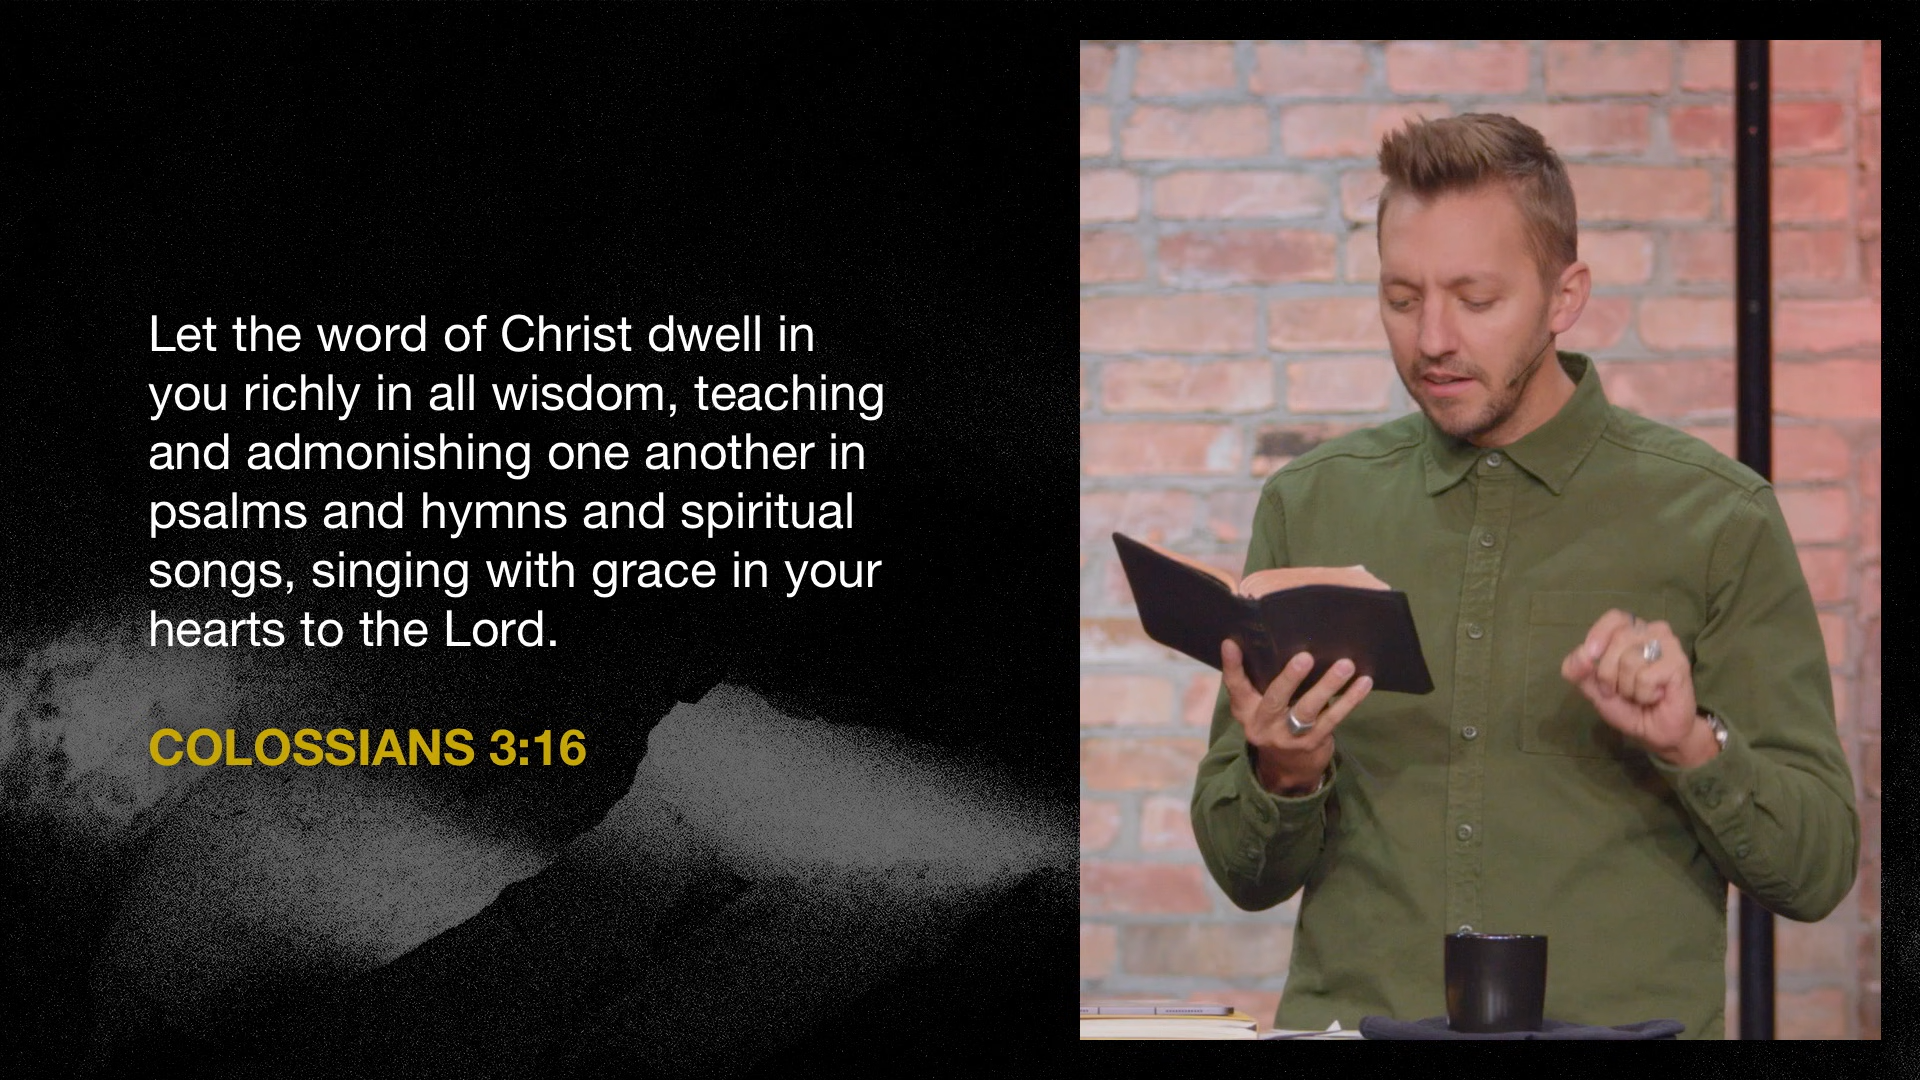 Let the word of Christ dwell in
you richly in all wisdom, teaching
and admonishing one another in
psalms and hymns and spiritual
songs, singing with grace in your
hearts to the Lord.
COLOSSIANS 3:16